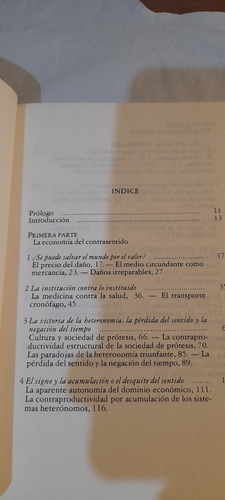 INDICE
Prólogo 11
Introducción 13
PRIMERA PARTE
La economía del contrasentido
1 ¿Se puede salvar el mundo por el valor? 17
El precio del daño, 17. — El medio circundante como
mercancía, 23. — Daños irreparables, 27.
2 La institución contra lo instituido 35
La medicina contra la salud, 36. — El transporte
cronófago, 45
3 La victoria de la heteronomía, la pérdida del sentido y la
negación del tiempo
Cultura y sociedad de prótesis, 66. — La contrapro-
ductividad estructural de la sociedad de prótesis, 70.
Las paradojas de la heteronomía triunfante, 85. — La
pérdida del sentido y la negación del tiempo, 89.
4 El signo y la acumulación o el desquite del sentido
La aparente autonomía del dominio económico, 111.
La contraproductividad por acumulación de los siste-
mas heterónomos, 116.